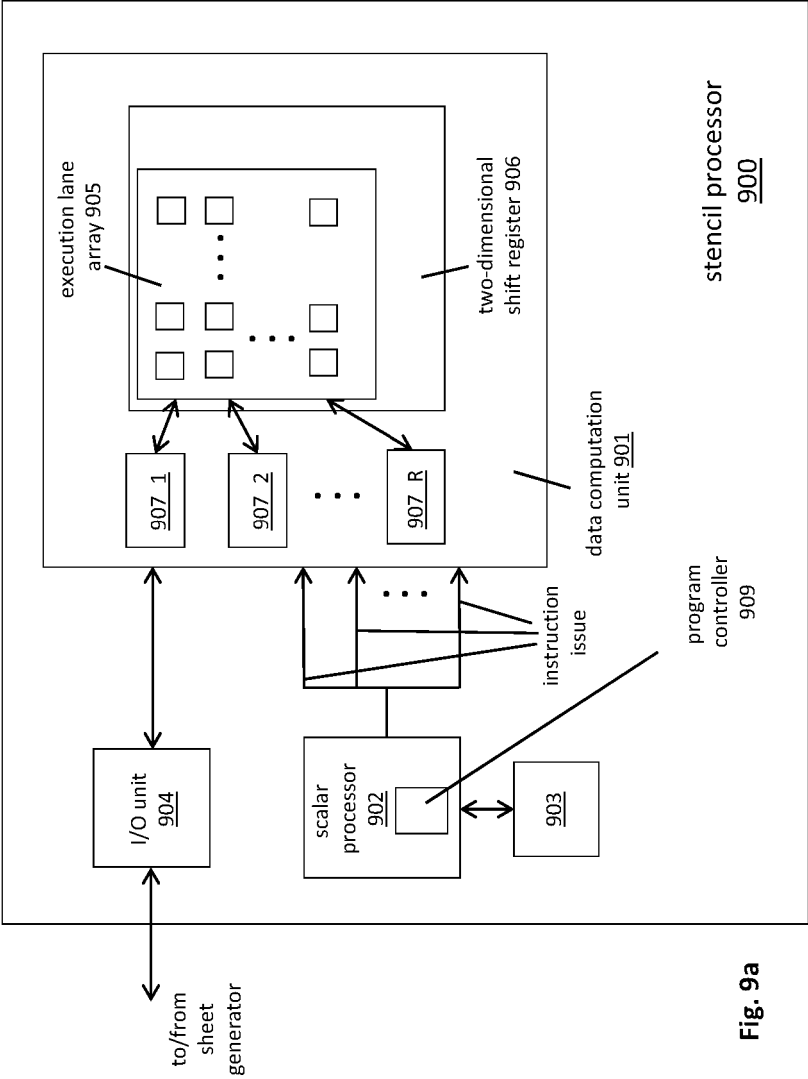 to/from
sheet
generator
I/O unit
904
scalar
processor
902
903
program
controller
909
instruction
issue
907_1
907_2
907_R
data computation
unit 901
execution lane
array 905
two-dimensional
shift register 906
stencil processor
900
Fig. 9a